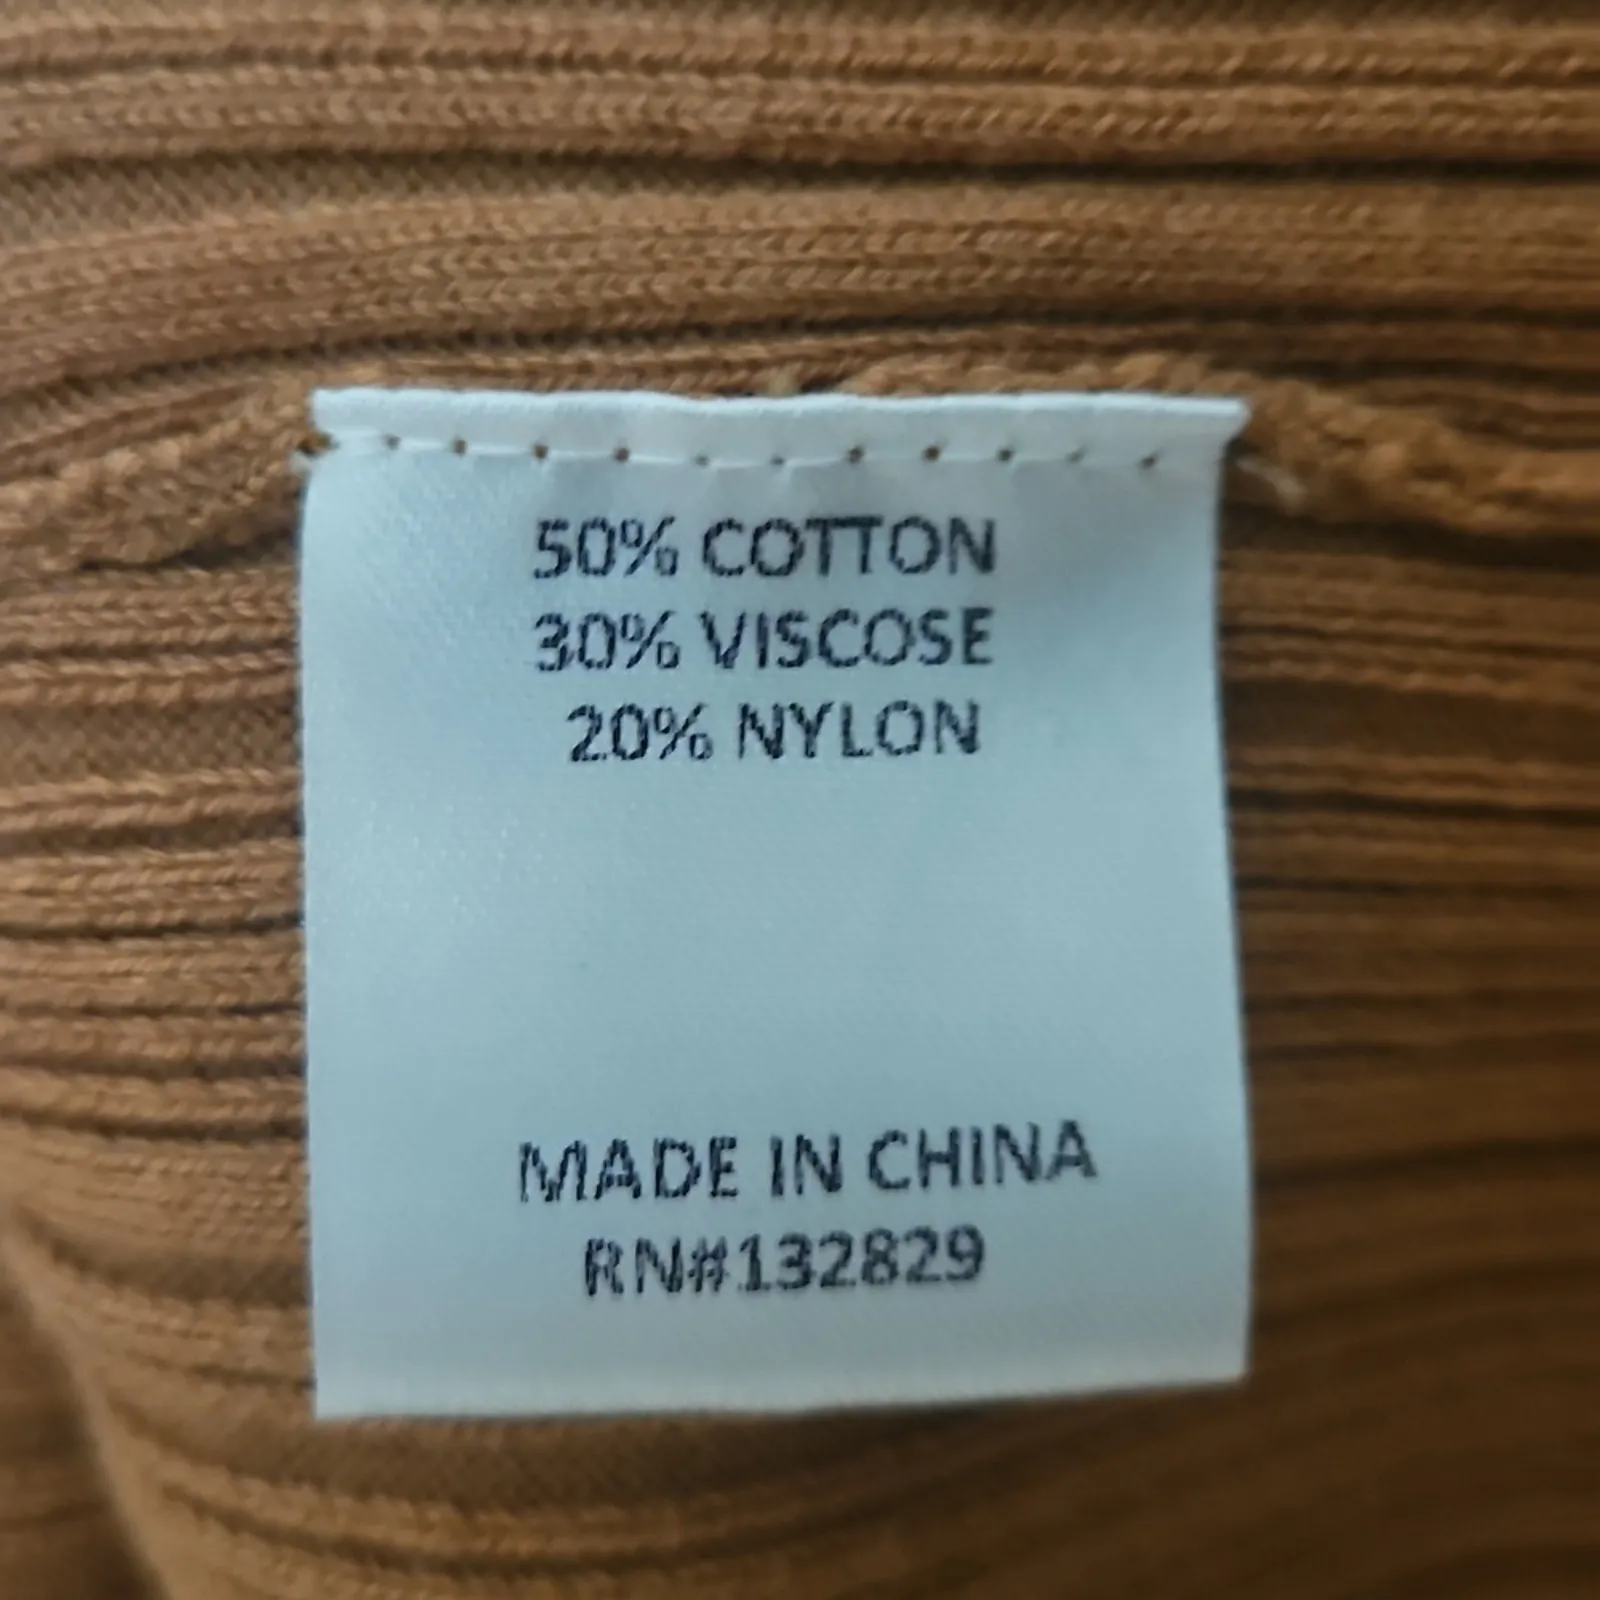 50% COTTON
30% VISCOSE
20% NYLON
MADE IN CHINA
RN#132829